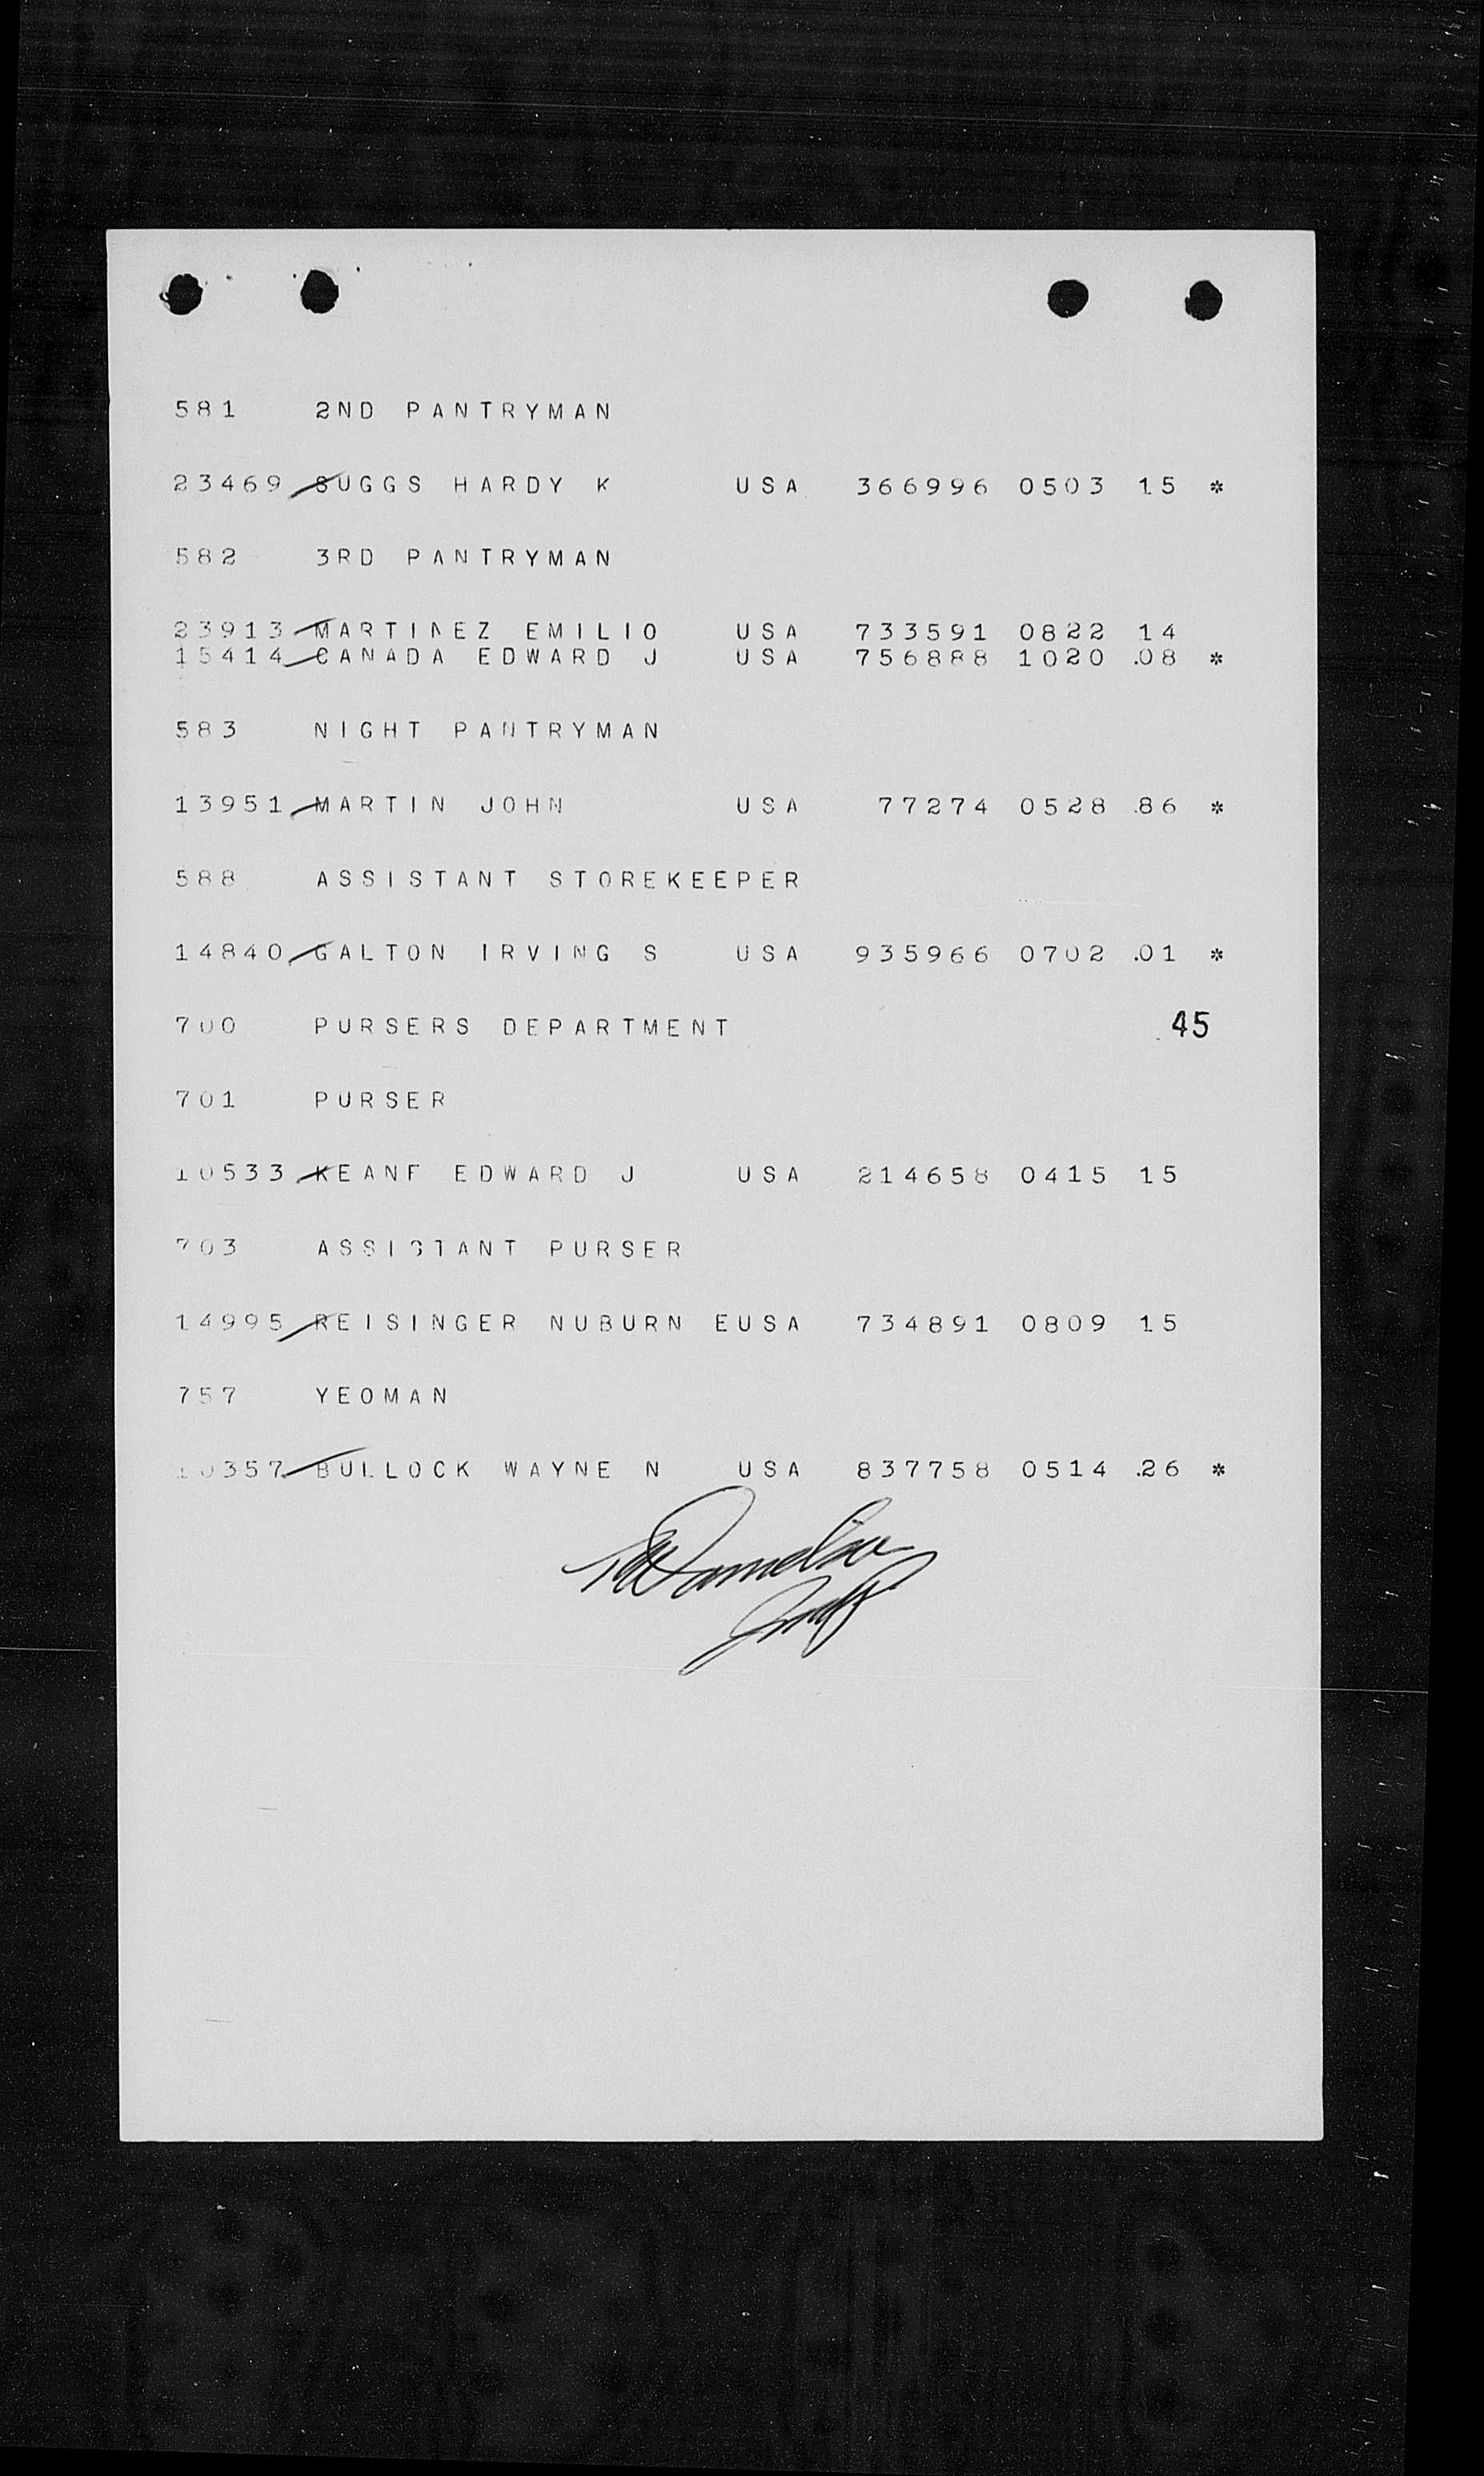 581 2ND PANTRYMAN
23469 SUGGS HARDY K USA 366996 0503 15 *
582 3RD PANTRYMAN
23913 MARTINEZ EMILIO USA 733591 0822 14
15414 CANADA EDWARD J USA 756888 1020 .08 *
583 NIGHT PANTRYMAN
13951 MARTIN JOHN USA 77274 0528 .86 *
588 ASSISTANT STOREKEEPER
14840 GALTON IRVING S USA 935966 0702 .01 *
700 PURSERS DEPARTMENT 45
701 PURSER
10533 KEANE EDWARD J USA 214658 0415 15
703 ASSISTANT PURSER
14995 REISINGER NUBURN EUSA 734891 0809 15
757 YEOMAN
10357 BULLOCK WAYNE N USA 837758 0514 .26 *